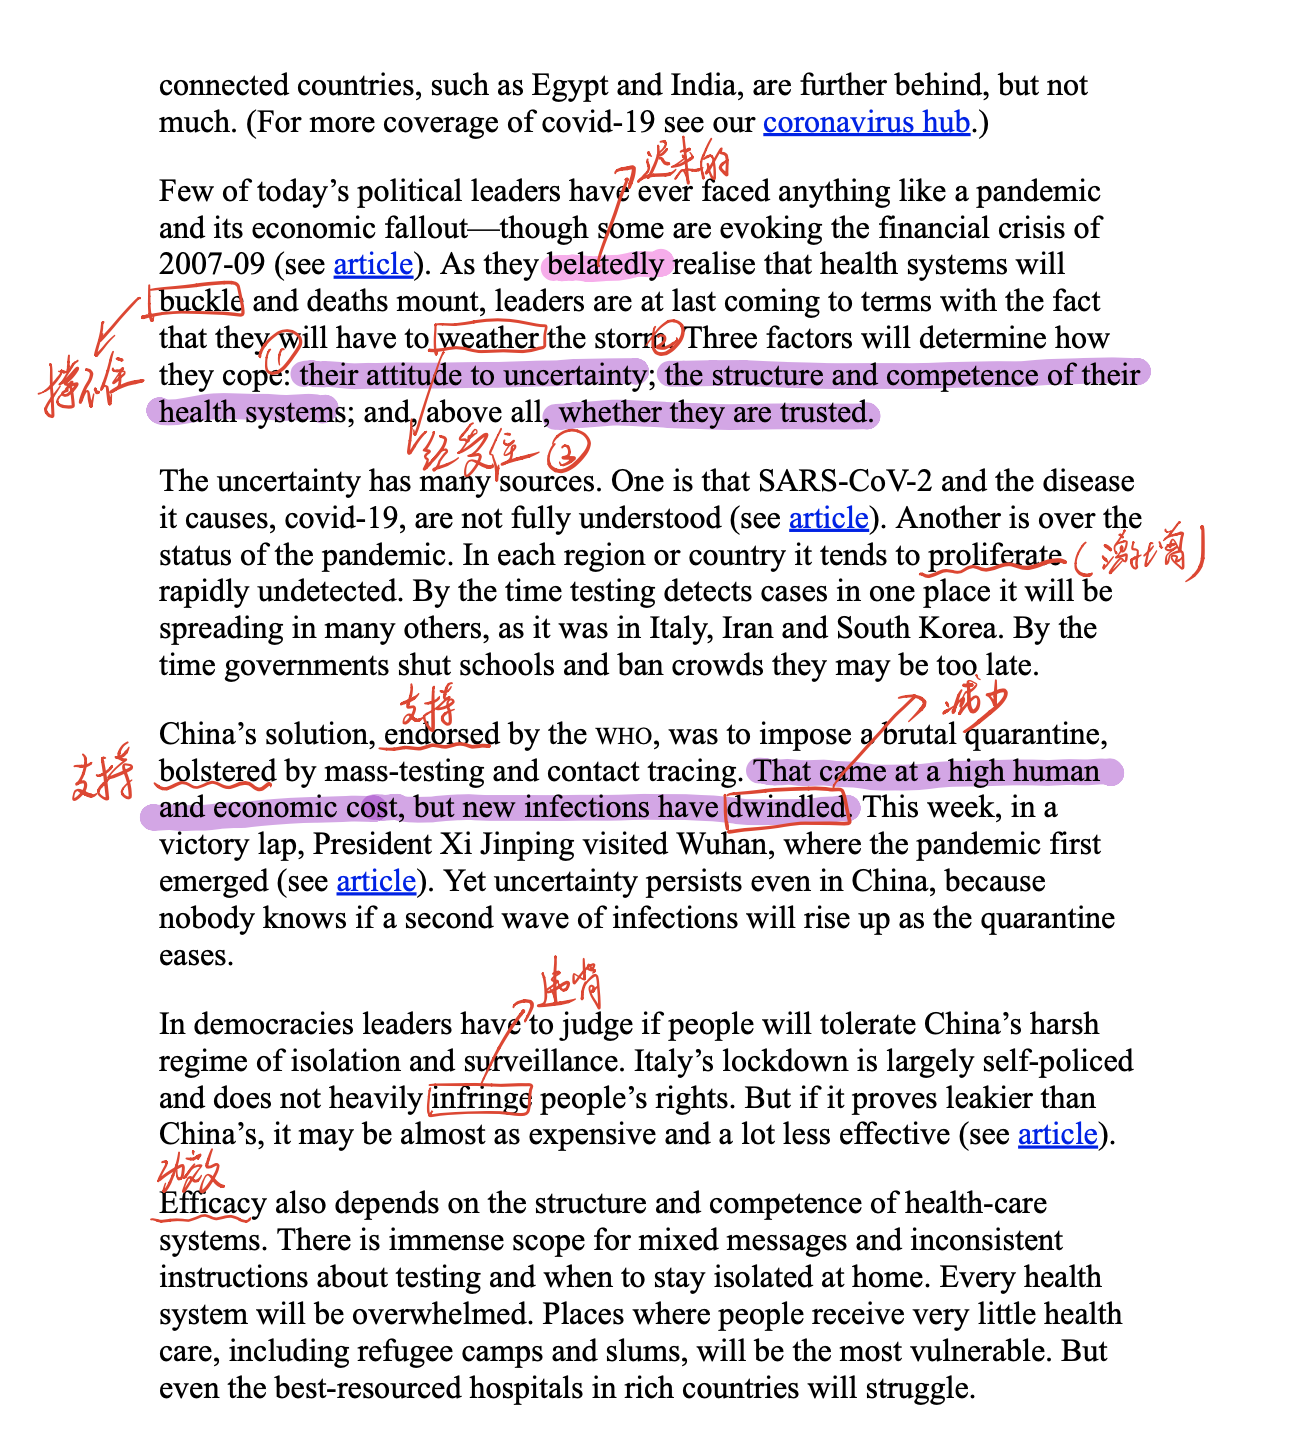 connected countries, such as Egypt and India, are further behind, but not
much. (For more coverage of covid-19 see our coronavirus hub.)
迟来的
Few of today’s political leaders have ever faced anything like a pandemic
and its economic fallout—though some are evoking the financial crisis of
2007-09 (see article). As they belatedly realise that health systems will
buckle and deaths mount, leaders are at last coming to terms with the fact
that they will have to weather the storm. Three factors will determine how
① ②
they cope: their attitude to uncertainty; the structure and competence of their
撑不住
health systems; and, above all, whether they are trusted.
经受住 ③
The uncertainty has many sources. One is that SARS-CoV-2 and the disease
it causes, covid-19, are not fully understood (see article). Another is over the
status of the pandemic. In each region or country it tends to proliferate (激增)
rapidly undetected. By the time testing detects cases in one place it will be
spreading in many others, as it was in Italy, Iran and South Korea. By the
time governments shut schools and ban crowds they may be too late.
支持 减少
China’s solution, endorsed by the WHO, was to impose a brutal quarantine,
支持 bolstered by mass-testing and contact tracing. That came at a high human
and economic cost, but new infections have dwindled. This week, in a
victory lap, President Xi Jinping visited Wuhan, where the pandemic first
emerged (see article). Yet uncertainty persists even in China, because
nobody knows if a second wave of infections will rise up as the quarantine
eases.
违背
In democracies leaders have to judge if people will tolerate China’s harsh
regime of isolation and surveillance. Italy’s lockdown is largely self-policed
and does not heavily infringe people’s rights. But if it proves leakier than
China’s, it may be almost as expensive and a lot less effective (see article).
功效
Efficacy also depends on the structure and competence of health-care
systems. There is immense scope for mixed messages and inconsistent
instructions about testing and when to stay isolated at home. Every health
system will be overwhelmed. Places where people receive very little health
care, including refugee camps and slums, will be the most vulnerable. But
even the best-resourced hospitals in rich countries will struggle.